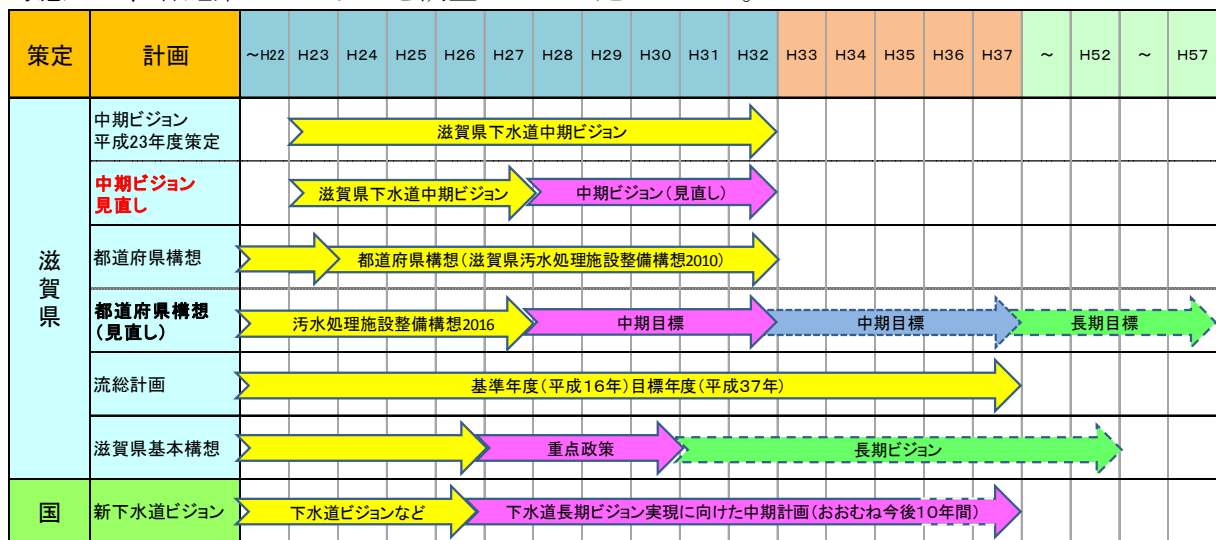 策定 計画 ～H22 H23 H24 H25 H26 H27 H28 H29 H30 H31 H32 H33 H34 H35 H36 H37 ～ H52 ～ H57
滋賀県
中期ビジョン
平成23年度策定
滋賀県下水道中期ビジョン
中期ビジョン
見直し
滋賀県下水道中期ビジョン 中期ビジョン(見直し)
都道府県構想
都道府県構想(滋賀県汚水処理施設整備構想2010)
都道府県構想
(見直し)
汚水処理施設整備構想2016 中期目標 中期目標 長期目標
流総計画
基準年度(平成16年)目標年度(平成37年)
滋賀県基本構想
重点政策 長期ビジョン
国 新下水道ビジョン 下水道ビジョンなど 下水道長期ビジョン実現に向けた中期計画(おおむね今後10年間)